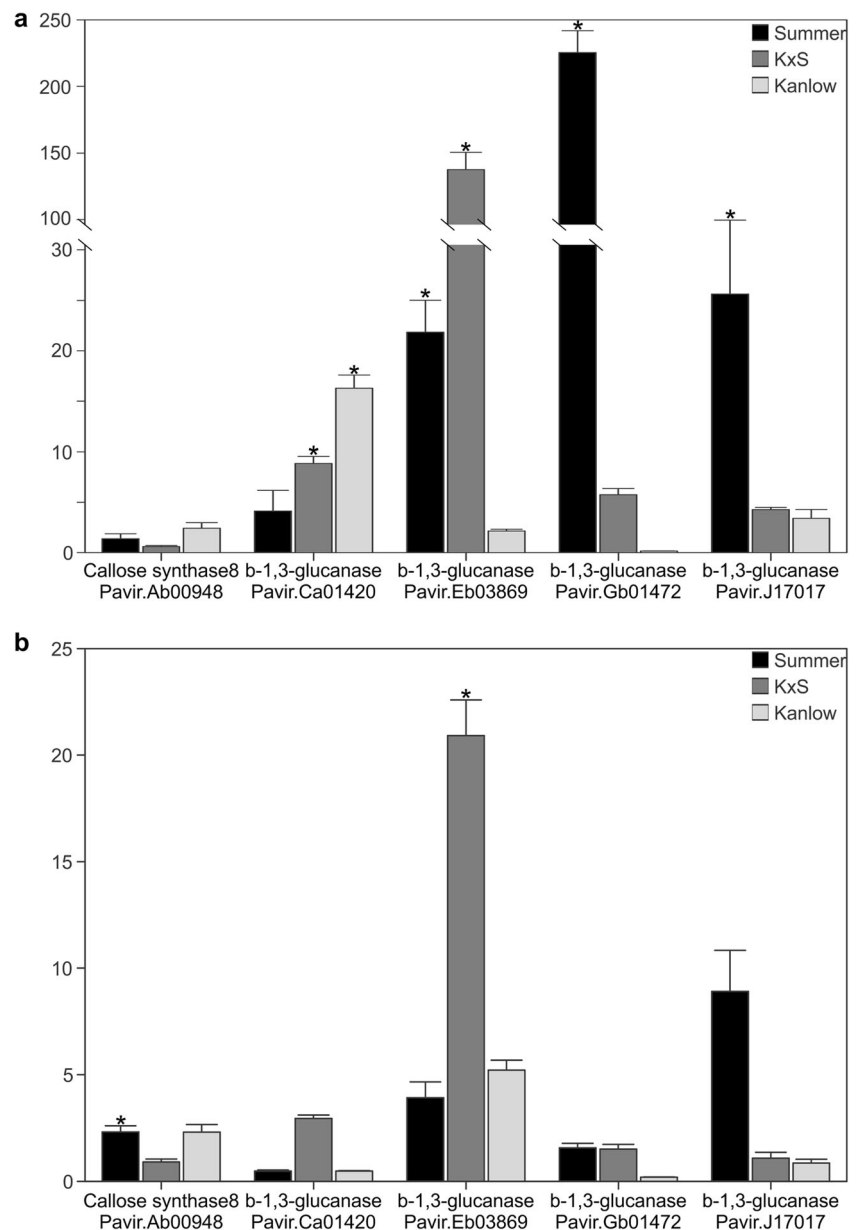 a
250
200
150
100
30
20
10
0
*
*
*
*
*
*
Summer
KxS
Kanlow
Callose synthase8 b-1,3-glucanase b-1,3-glucanase b-1,3-glucanase b-1,3-glucanase
Pavir.Ab00948 Pavir.Ca01420 Pavir.Eb03869 Pavir.Gb01472 Pavir.J17017
b
25
20
15
10
5
0
*
*
Summer
KxS
Kanlow
Callose synthase8 b-1,3-glucanase b-1,3-glucanase b-1,3-glucanase b-1,3-glucanase
Pavir.Ab00948 Pavir.Ca01420 Pavir.Eb03869 Pavir.Gb01472 Pavir.J17017